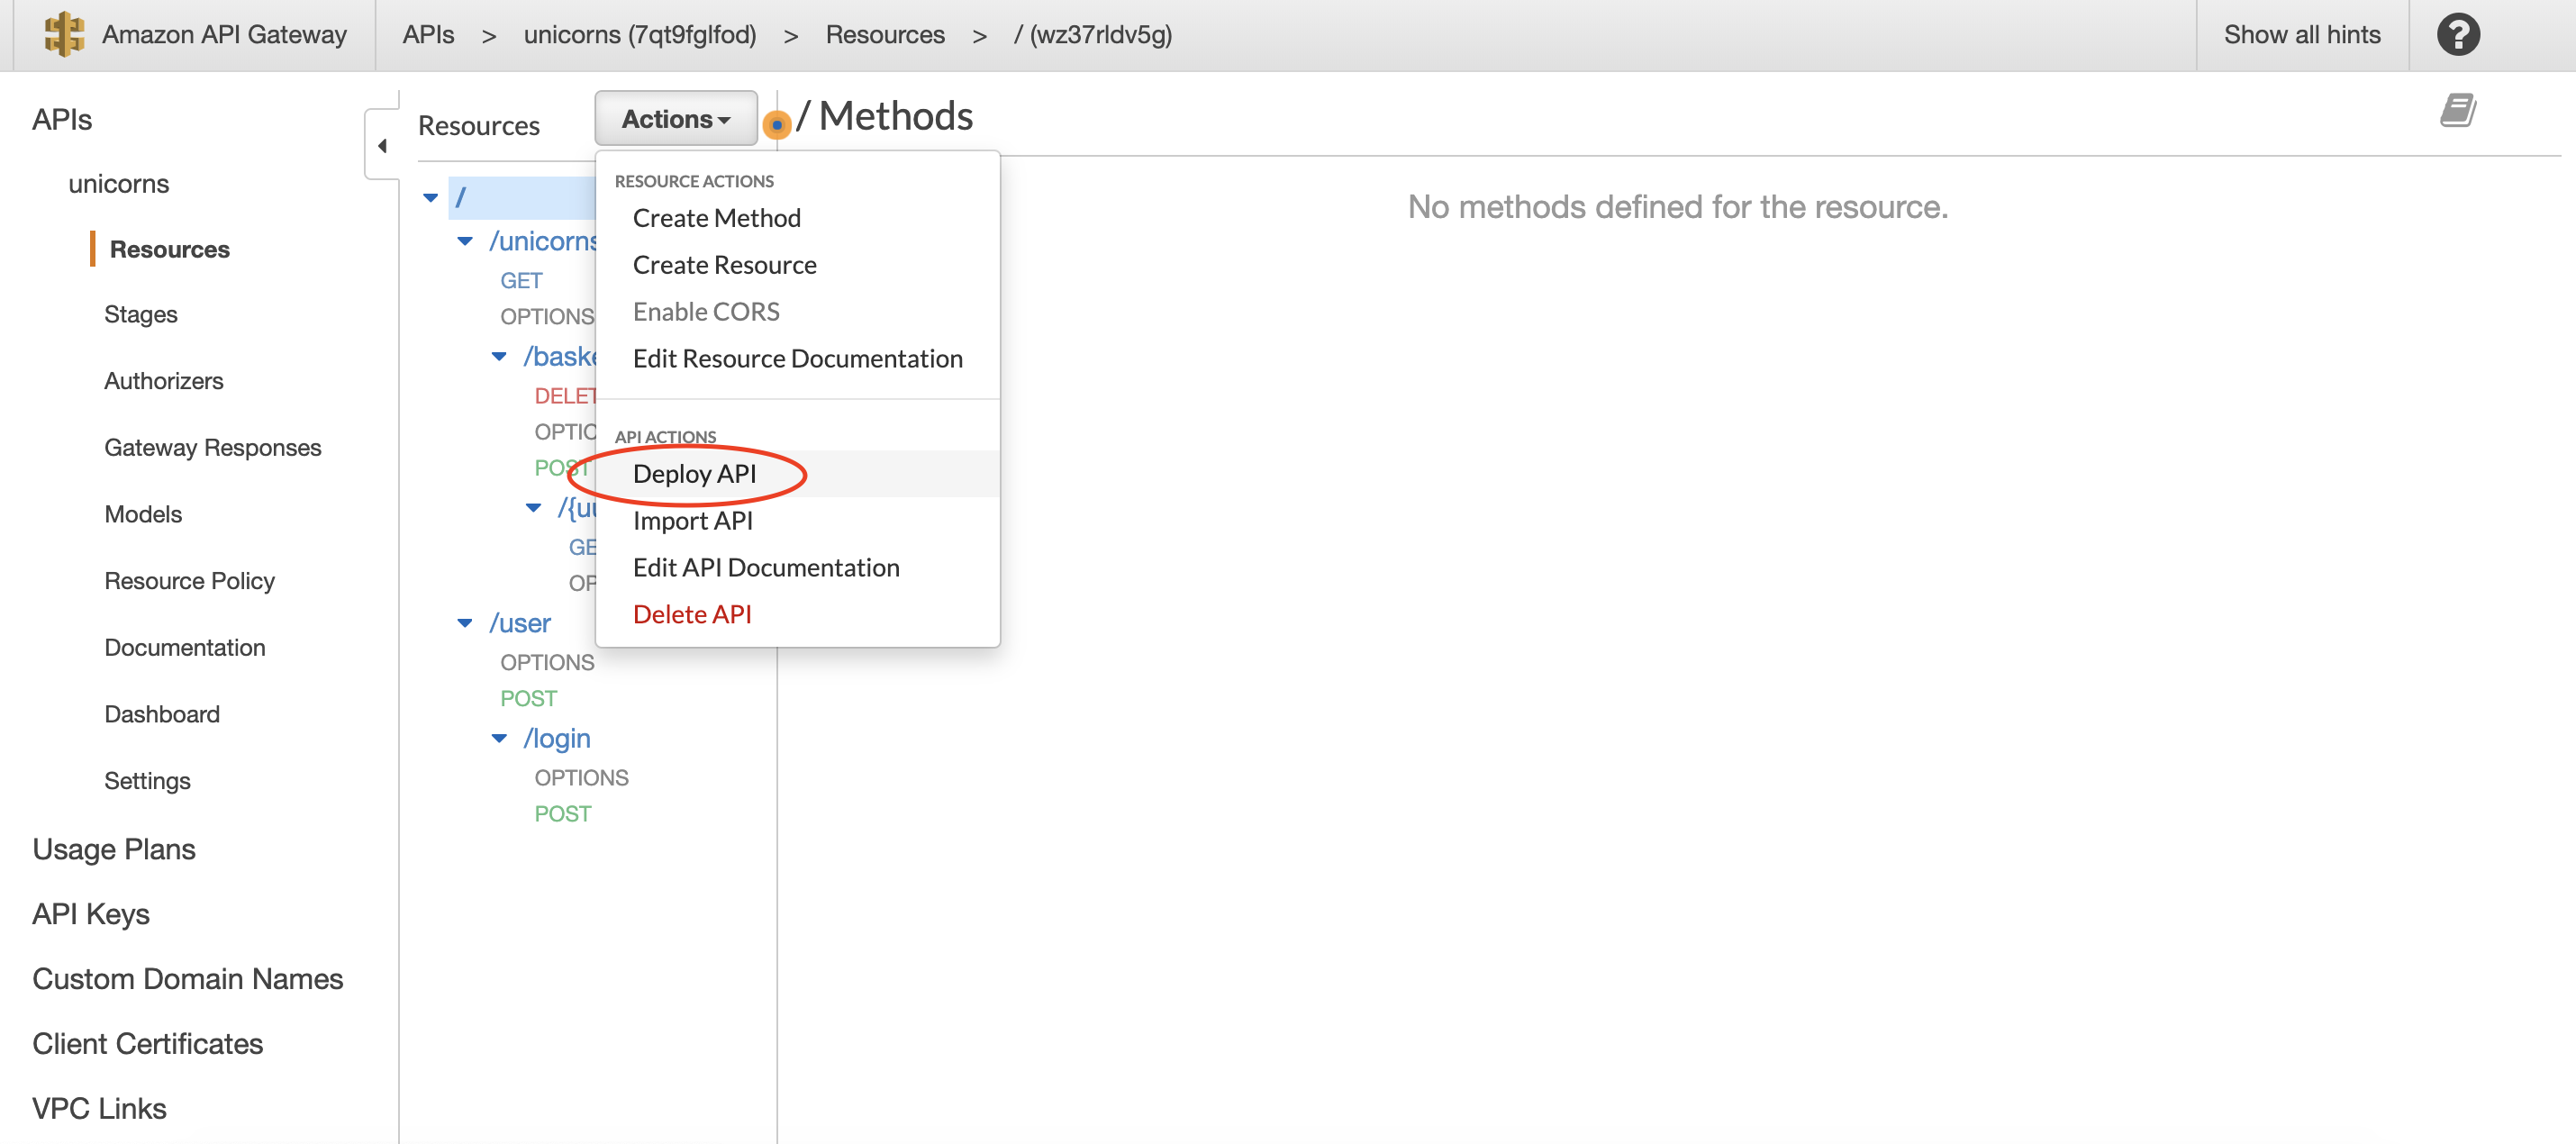 Amazon API Gateway
APIs > unicorns (7qt9fglfod) > Resources > / (wz37rldv5g)
Show all hints
?
APIs
unicorns
Resources
Stages
Authorizers
Gateway Responses
Models
Resource Policy
Documentation
Dashboard
Settings
Usage Plans
API Keys
Custom Domain Names
Client Certificates
VPC Links
Resources
Actions
/
/unicorns
GET
OPTIONS
/baske
DELET
OPTIO
POST
/{uu
GE
OP
/user
OPTIONS
POST
/login
OPTIONS
POST
RESOURCE ACTIONS
Create Method
Create Resource
Enable CORS
Edit Resource Documentation
API ACTIONS
Deploy API
Import API
Edit API Documentation
Delete API
/ Methods
No methods defined for the resource.